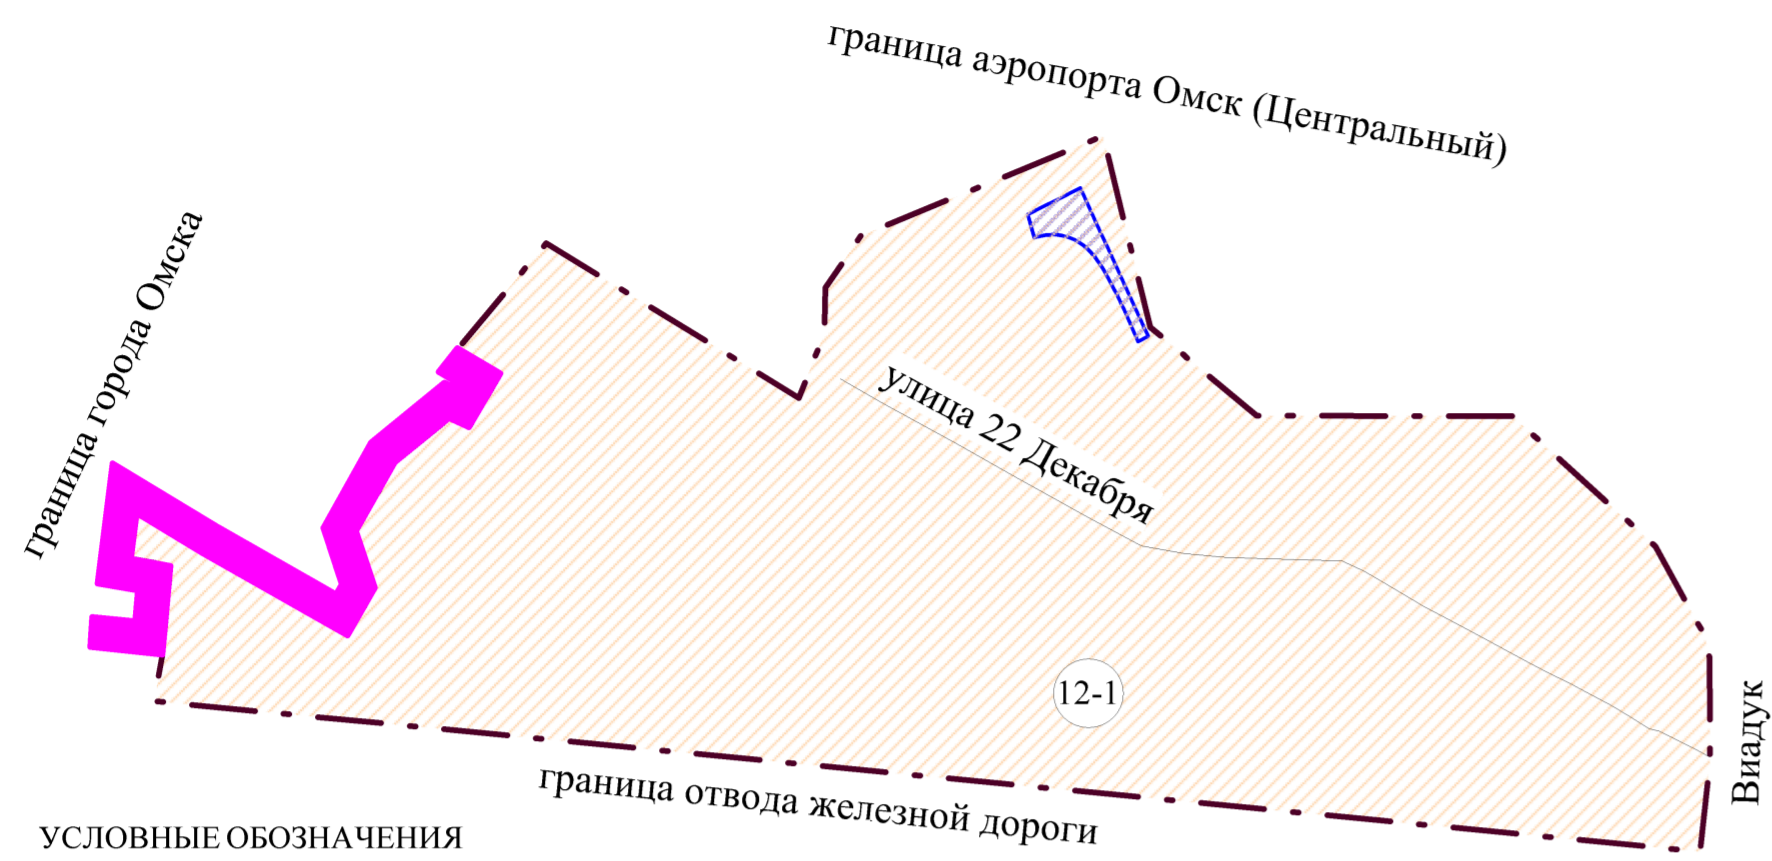 граница аэропорта Омск (Центральный)
граница города Омска
улица 22 Декабря
12-1
Виадук
граница отвода железной дороги
УСЛОВНЫЕ ОБОЗНАЧЕНИЯ